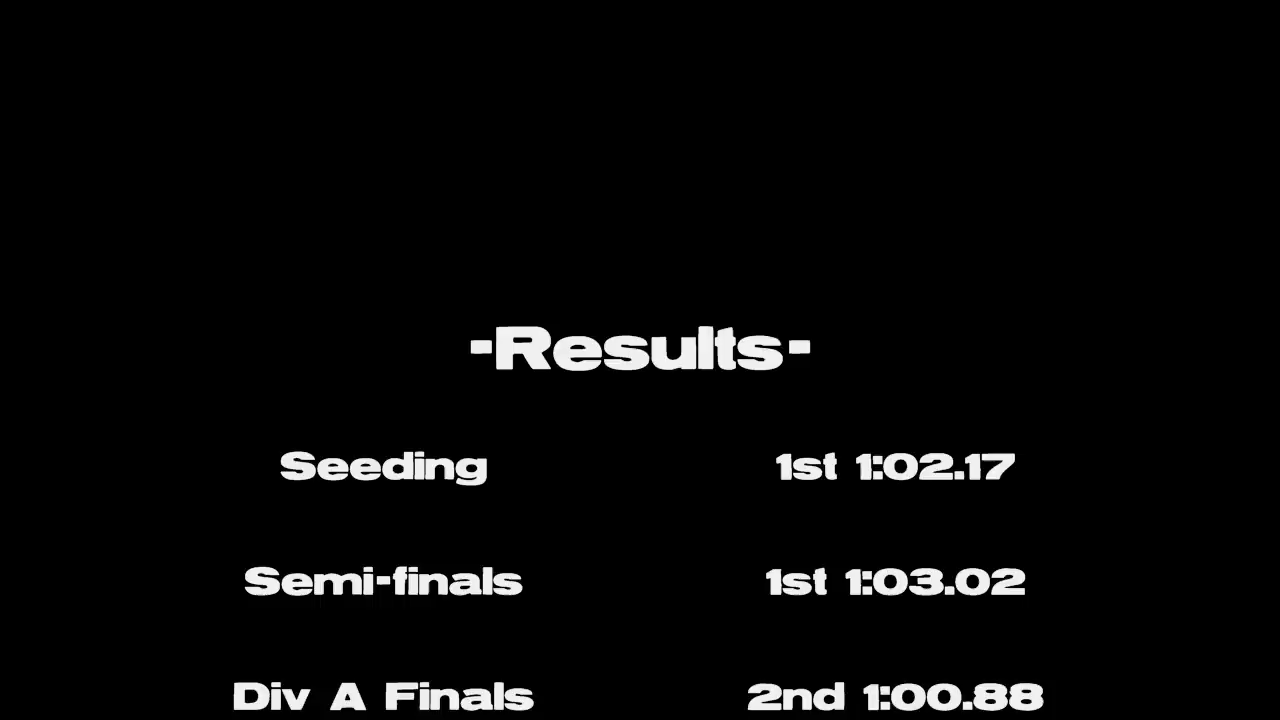 -Results-
Seeding 1st 1:02.17
Semi-finals 1st 1:03.02
Div A Finals 2nd 1:00.88